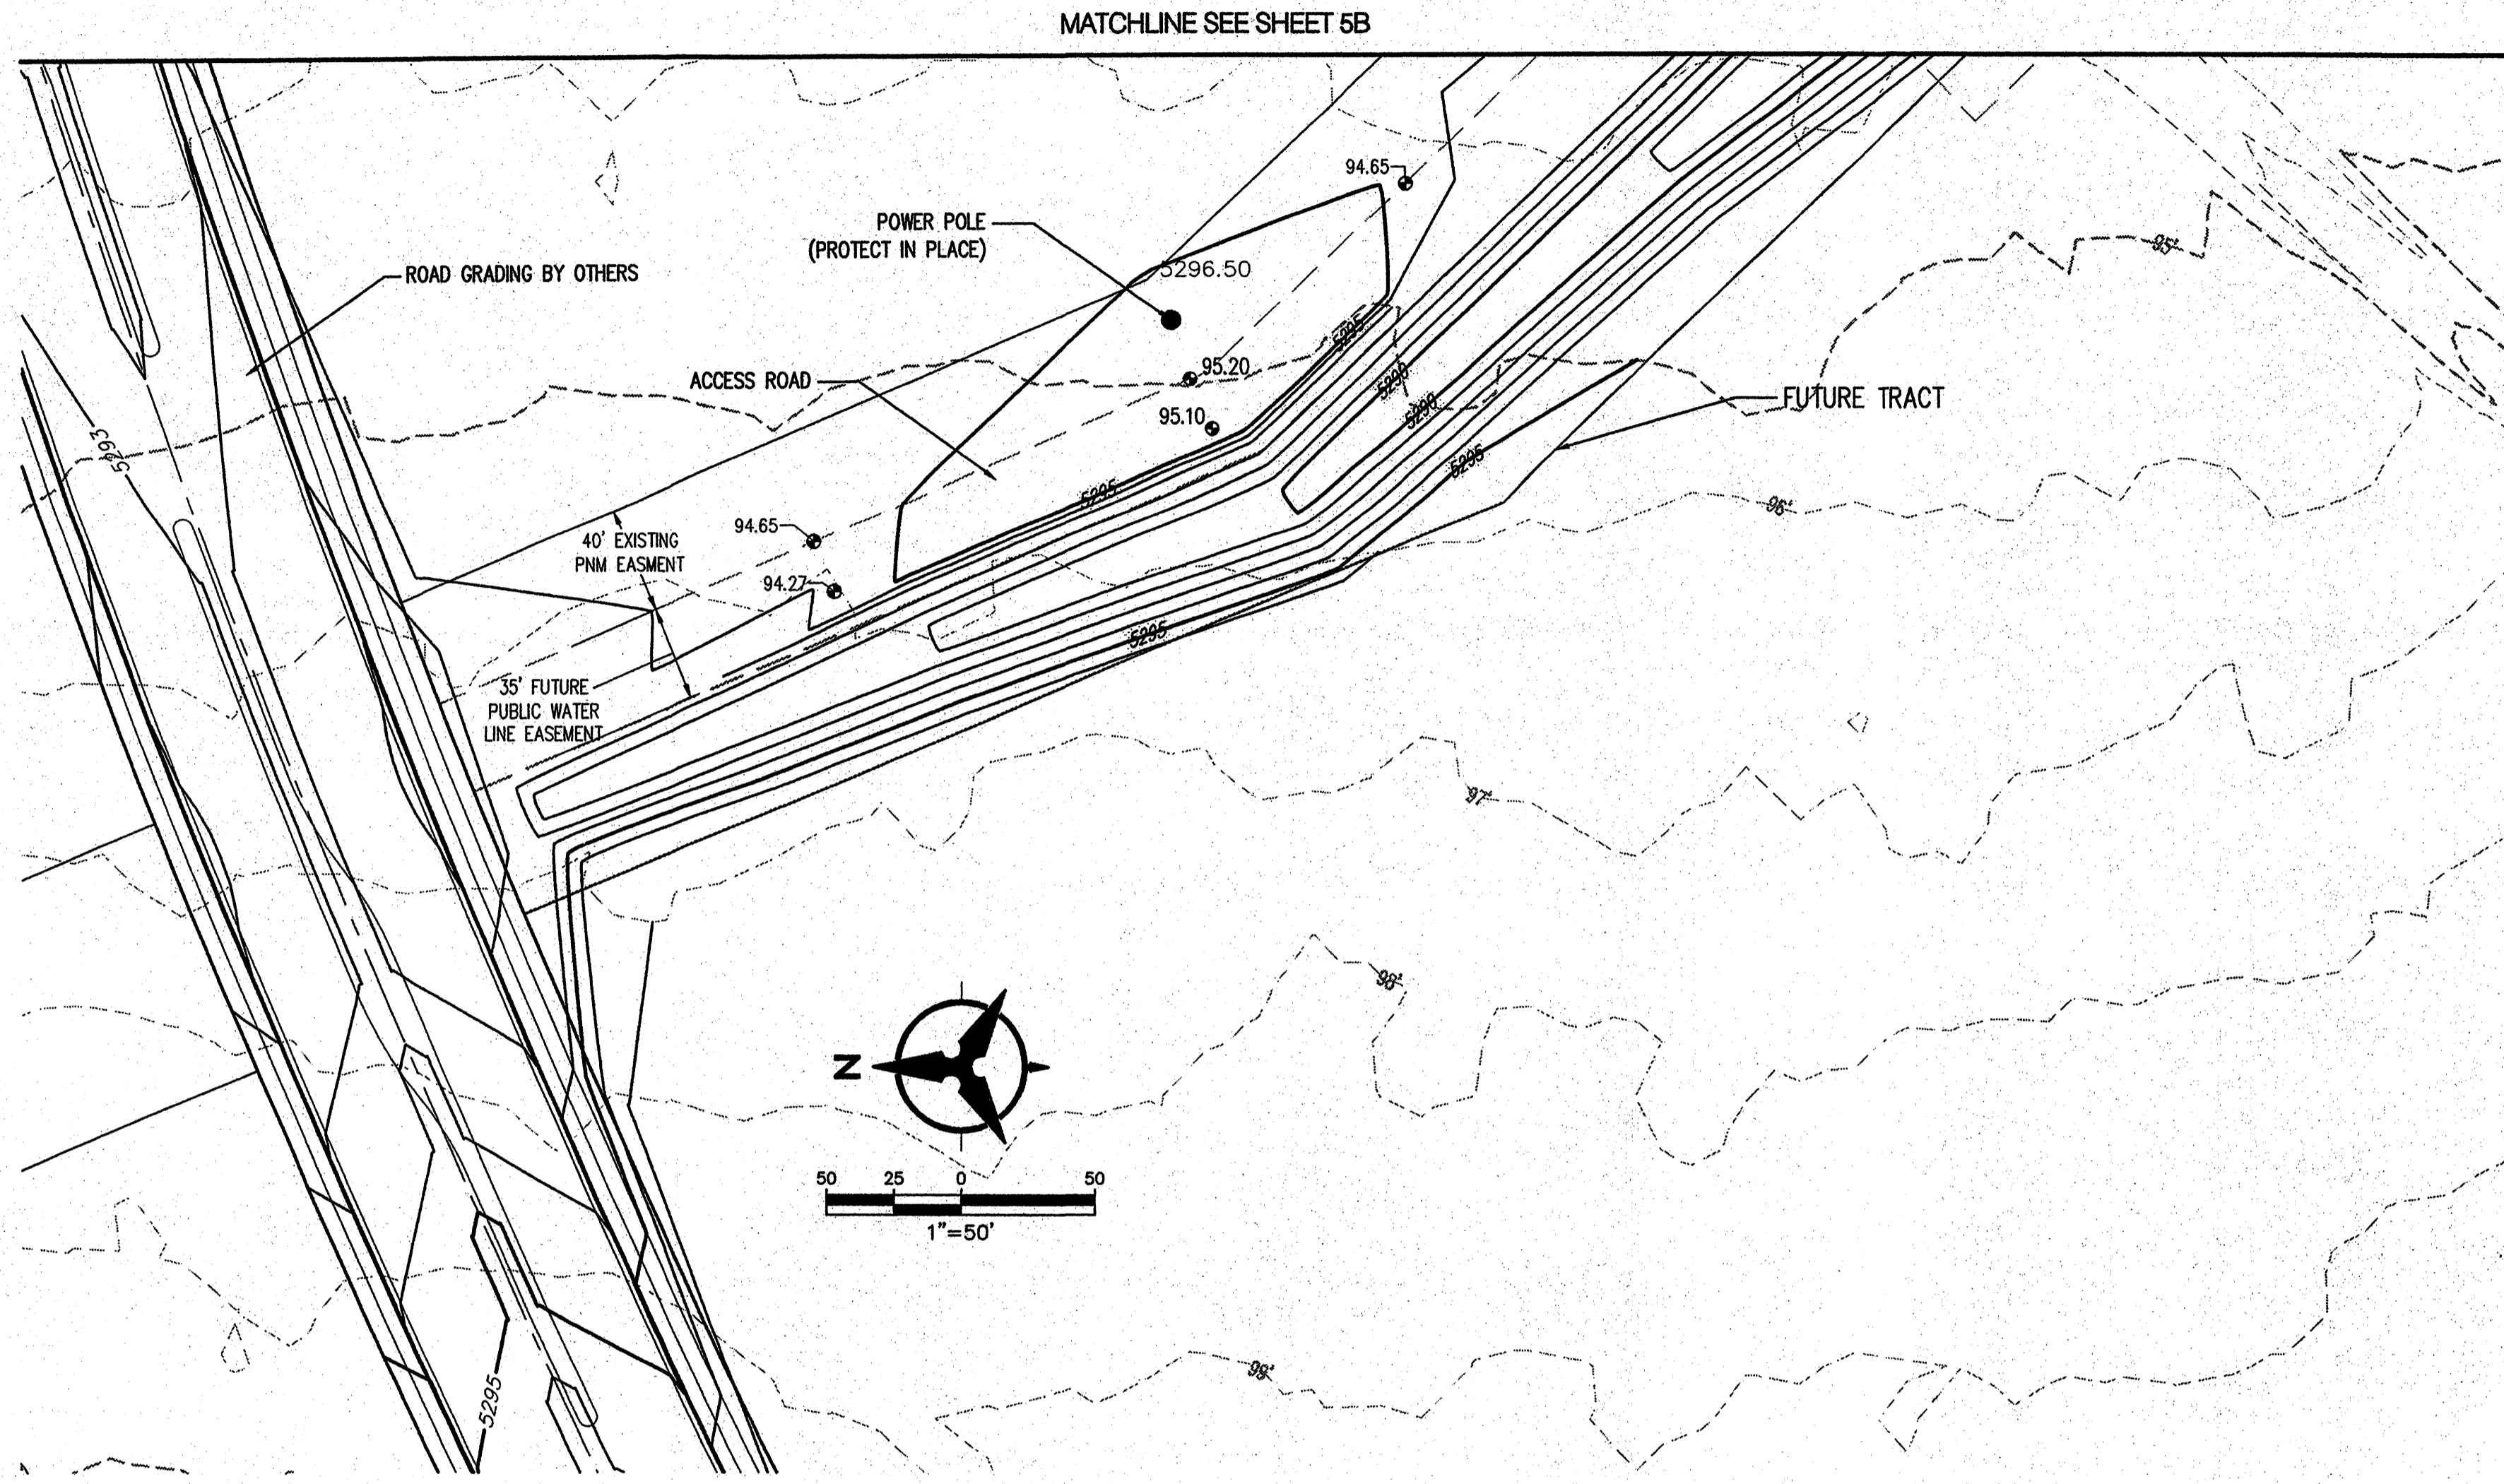 MATCHLINE SEE SHEET 5B
94.65
POWER POLE
(PROTECT IN PLACE)
95'
5296.50
ROAD GRADING BY OTHERS
5295
95.20
ACCESS ROAD
5290
FUTURE TRACT
5290
95.10
5293
5295
5295
96'
94.65
40' EXISTING
PNM EASMENT
94.27
5295
35' FUTURE
PUBLIC WATER
LINE EASEMENT
97'
98'
N
50 25 0 50
1"=50'
99'
5295